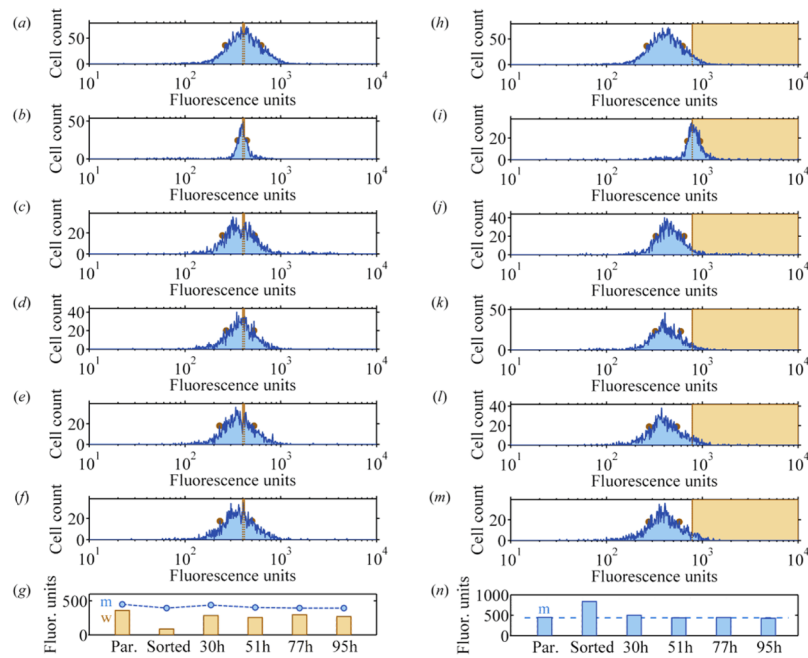 (a) Cell count 50 0 10^1 10^2 10^3 10^4 Fluorescence units
(b) Cell count 50 0 10^1 10^2 10^3 10^4 Fluorescence units
(c) Cell count 20 0 10^1 10^2 10^3 10^4 Fluorescence units
(d) Cell count 40 20 0 10^1 10^2 10^3 10^4 Fluorescence units
(e) Cell count 20 0 10^1 10^2 10^3 10^4 Fluorescence units
(f) Cell count 20 0 10^1 10^2 10^3 10^4 Fluorescence units
(g) Fluor. units 500 0 m w Par. Sorted 30h 51h 77h 95h
(h) Cell count 50 0 10^1 10^2 10^3 10^4 Fluorescence units
(i) Cell count 20 0 10^1 10^2 10^3 10^4 Fluorescence units
(j) Cell count 40 20 0 10^1 10^2 10^3 10^4 Fluorescence units
(k) Cell count 50 0 10^1 10^2 10^3 10^4 Fluorescence units
(l) Cell count 40 20 0 10^1 10^2 10^3 10^4 Fluorescence units
(m) Cell count 20 0 10^1 10^2 10^3 10^4 Fluorescence units
(n) Fluor. units 1000 500 0 m Par. Sorted 30h 51h 77h 95h